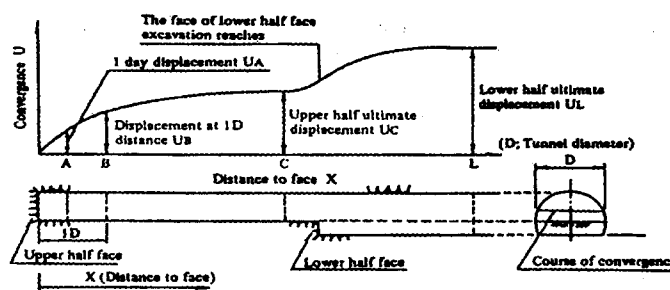 The face of lower half face
excavation reaches
1 day displacement UA
Convergence U
Displacement at 1D
distance UB
Upper half ultimate
displacement UC
Lower half ultimate
displacement UL
A
B
C
L
(D; Tunnel diameter)
D
Distance to face X
1D
Upper half face
Lower half face
Course of convergence
X (Distance to face)